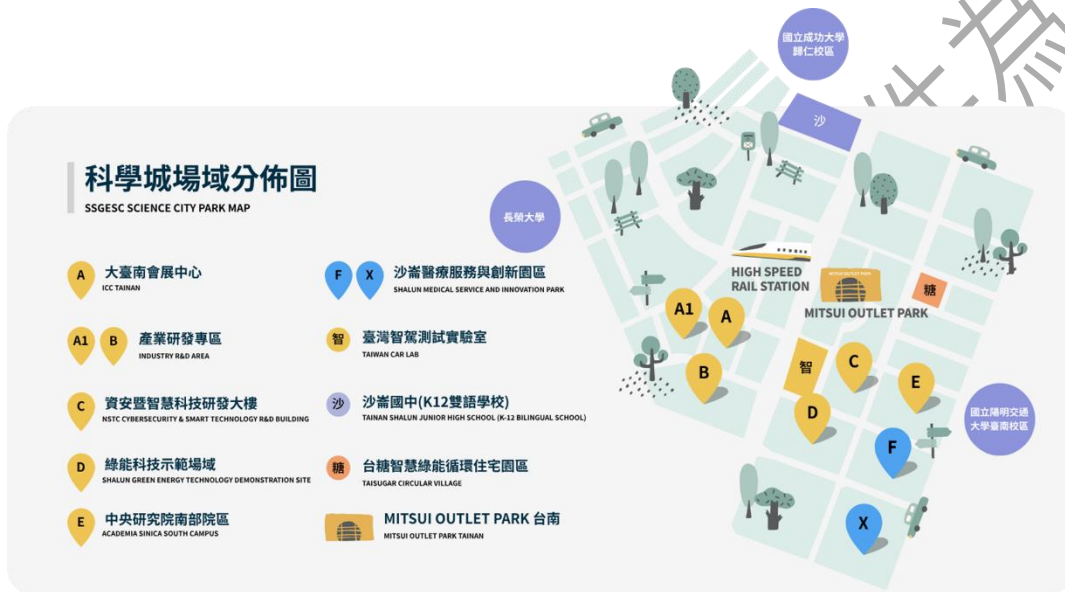 科學城場域分佈圖
SSGESC SCIENCE CITY PARK MAP
A
大臺南會展中心
ICC TAINAN
A1
B
產業研發專區
INDUSTRY R&D AREA
C
資安暨智慧科技研發大樓
NSTC CYBERSECURITY & SMART TECHNOLOGY R&D BUILDING
D
綠能科技示範場域
SHALUN GREEN ENERGY TECHNOLOGY DEMONSTRATION SITE
E
中央研究院南部院區
ACADEMIA SINICA SOUTH CAMPUS
F
X
沙崙醫療服務與創新園區
SHALUN MEDICAL SERVICE AND INNOVATION PARK
智
臺灣智駕測試實驗室
TAIWAN CAR LAB
沙
沙崙國中(K12雙語學校)
TAINAN SHALUN JUNIOR HIGH SCHOOL (K-12 BILINGUAL SCHOOL)
糖
台糖智慧綠能循環住宅園區
TAISUGAR CIRCULAR VILLAGE
MITSUI OUTLET PARK 台南
MITSUI OUTLET PARK TAINAN
國立成功大學
歸仁校區
沙
長榮大學
HIGH SPEED
RAIL STATION
MITSUI OUTLET PARK
MITSUI OUTLET PARK
糖
A1
A
B
智
C
D
E
國立陽明交通
大學臺南校區
F
X